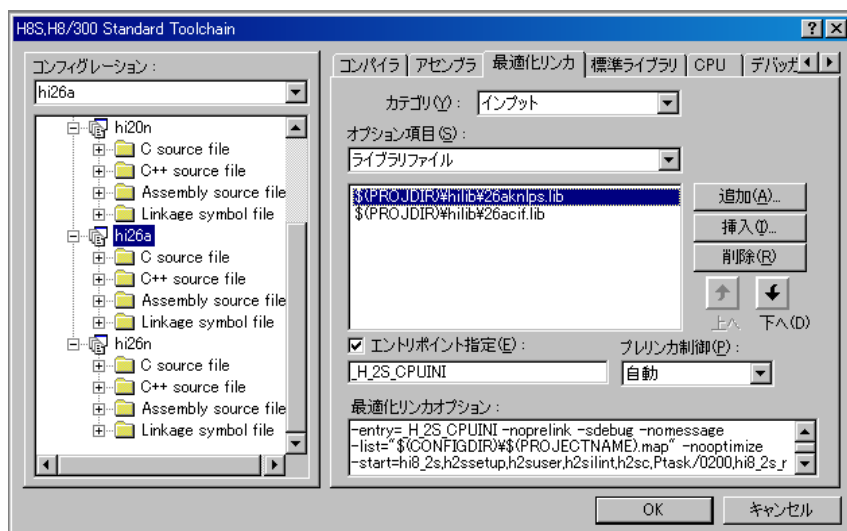 H8S,H8/300 Standard Toolchain
コンフィグレーション :
hi26a
hi20n
C source file
C++ source file
Assembly source file
Linkage symbol file
hi26a
C source file
C++ source file
Assembly source file
Linkage symbol file
hi26n
C source file
C++ source file
Assembly source file
Linkage symbol file
コンパイラ アセンブラ 最適化リンカ 標準ライブラリ CPU デバッガ
カテゴリ(Y) : インプット
オプション項目(S) :
ライブラリファイル
$(PROJDIR)¥hilib¥26aknlps.lib
$(PROJDIR)¥hilib¥26acif.lib
追加(A)...
挿入(I)...
削除(R)
上へ 下へ(D)
エントリポイント指定(E) :
_H_2S_CPUINI
プレリンカ制御(P) :
自動
最適化リンカオプション :
-entry=_H_2S_CPUINI -noprelink -sdebug -nomessage
-list="$(CONFIGDIR)¥$(PROJECTNAME).map" -nooptimize
-start=hi8_2s,h2ssetup,h2suser,h2silint,h2sc,Ptask/0200,hi8_2s_r
OK キャンセル